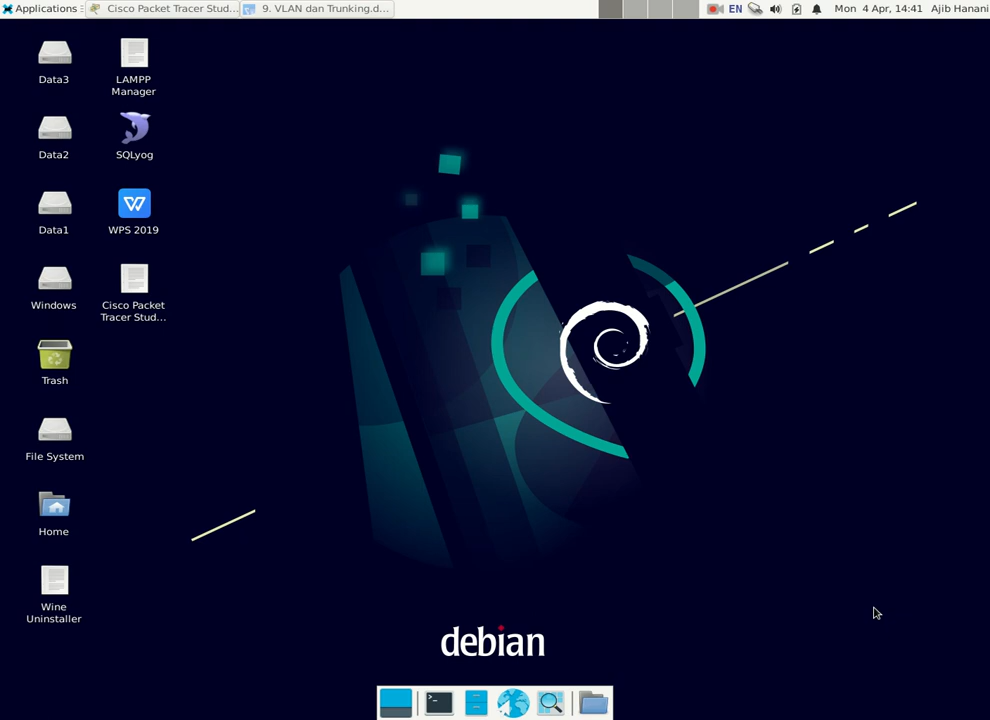 Applications
Cisco Packet Tracer Stud...
9. VLAN dan Trunking.d...
EN
Mon 4 Apr, 14:41
Ajib Hanani
Data3
LAMPP
Manager
Data2
SQLyog
Data1
WPS 2019
Windows
Cisco Packet
Tracer Stud...
Trash
File System
Home
Wine
Uninstaller
debian